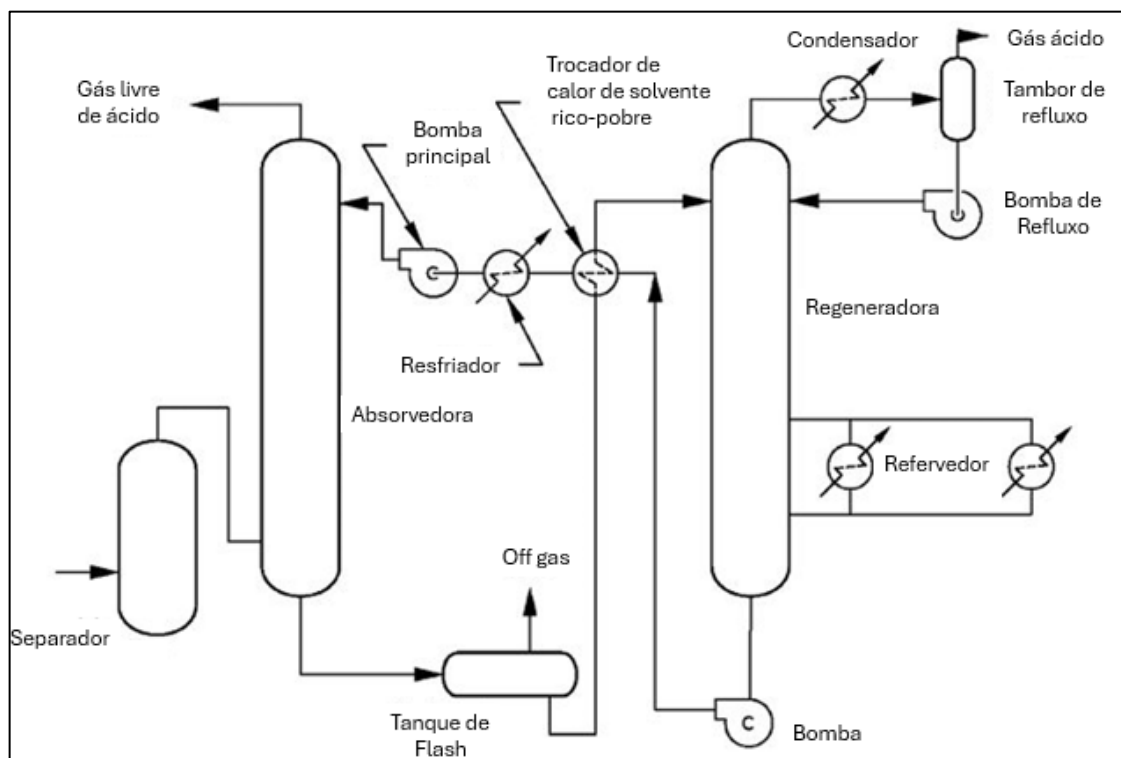 Condensador
Gás ácido
Trocador de
calor de solvente
rico-pobre
Tambor de
refluxo
Gás livre
de ácido
Bomba
principal
Bomba de
Refluxo
Regeneradora
Resfriador
Absorvedora
Refervedor
Off gas
Separador
Tanque de
Flash
Bomba